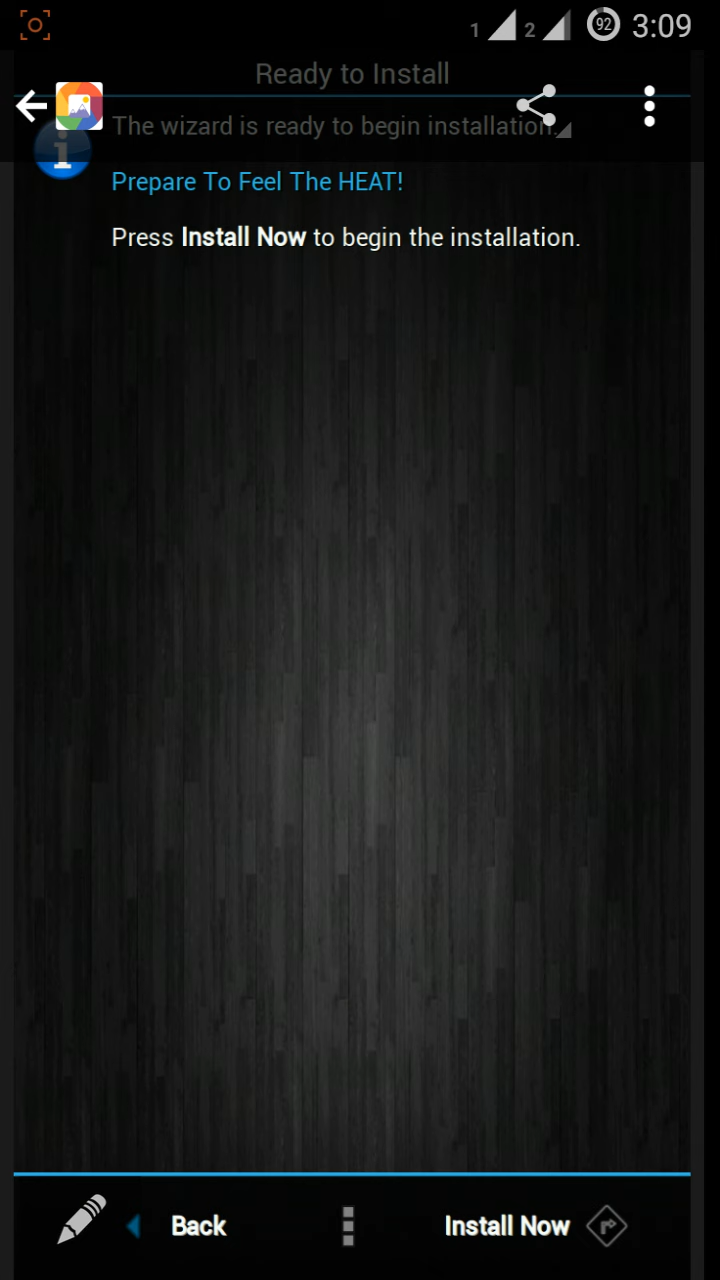 1 2 92 3:09
Ready to Install
The wizard is ready to begin installation.
Prepare To Feel The HEAT!
Press Install Now to begin the installation.
Back Install Now